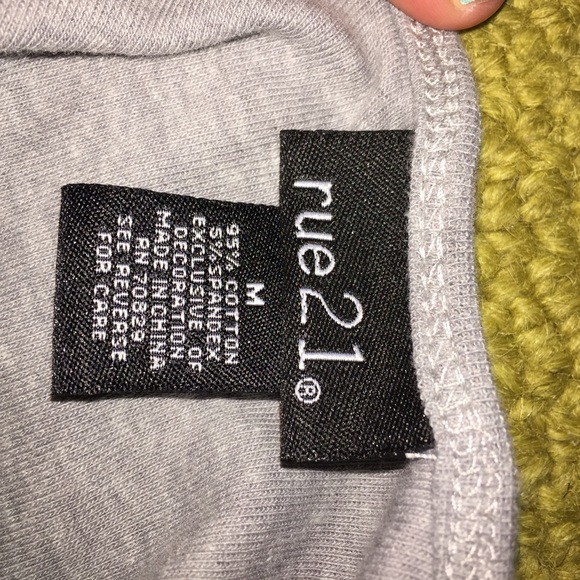 rue21®
M
95% COTTON
5% SPANDEX
EXCLUSIVE OF
DECORATION
MADE IN CHINA
RN 70829
SEE REVERSE
FOR CARE